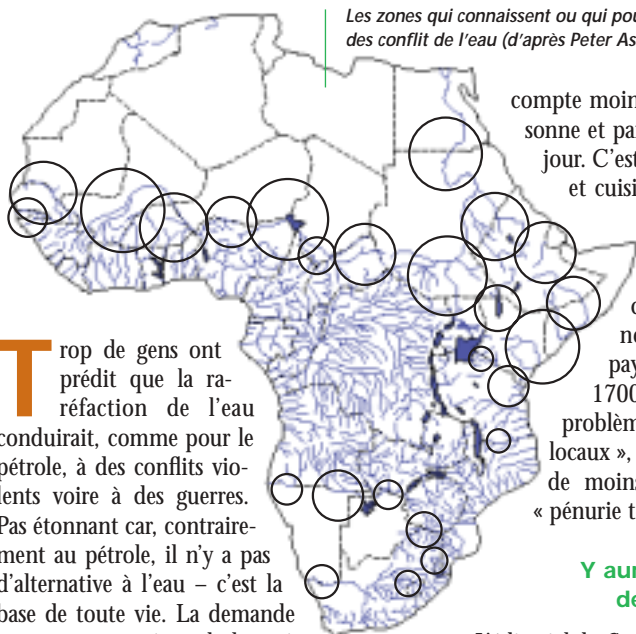 Les zones qui connaissent ou qui pou
des conflit de l'eau (d'après Peter As
Trop de gens ont
prédit que la ra-
réfaction de l'eau
conduirait, comme pour le
pétrole, à des conflits vio-
lents voire à des guerres.
Pas étonnant car, contraire-
ment au pétrole, il n'y a pas
d'alternative à l'eau – c'est la
base de toute vie. La demande
compte moin
sonne et pa
jour. C'est
et cuisi
ne
pay
1700
problèm
locaux »,
de moins
« pénurie t
Y aur
de